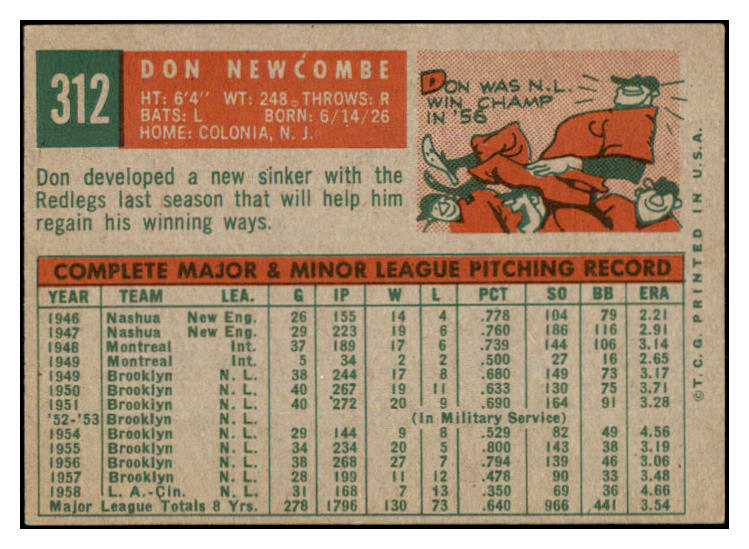 312
DON NEWCOMBE
HT: 6'4" WT: 248 THROWS: R
BATS: L BORN: 6/14/26
HOME: COLONIA, N. J.
DON WAS N.L.
WIN CHAMP
IN '56
Don developed a new sinker with the
Redlegs last season that will help him
regain his winning ways.
COMPLETE MAJOR & MINOR LEAGUE PITCHING RECORD
YEAR TEAM LEA. G IP W L PCT SO BB ERA
1946 Nashua New Eng. 26 155 14 4 .778 104 79 2.21
1947 Nashua New Eng. 29 223 19 6 .760 186 116 2.91
1948 Montreal Int. 37 189 17 6 .739 144 106 3.14
1949 Montreal Int. 5 34 2 2 .500 27 16 2.65
1949 Brooklyn N. L. 38 244 17 8 .680 149 73 3.17
1950 Brooklyn N. L. 40 267 19 11 .633 130 75 3.71
1951 Brooklyn N. L. 40 272 20 9 .690 164 91 3.28
'52-'53 Brooklyn N. L. (In Military Service)
1954 Brooklyn N. L. 29 144 9 8 .529 82 49 4.56
1955 Brooklyn N. L. 34 234 20 5 .800 143 38 3.19
1956 Brooklyn N. L. 38 268 27 7 .794 139 46 3.06
1957 Brooklyn N. L. 28 199 11 12 .478 90 33 3.48
1958 L. A.-Cin. N. L. 31 168 7 13 .350 69 36 4.66
Major League Totals 8 Yrs. 278 1796 130 73 .640 966 441 3.54
©T.C.G. PRINTED IN U.S.A.